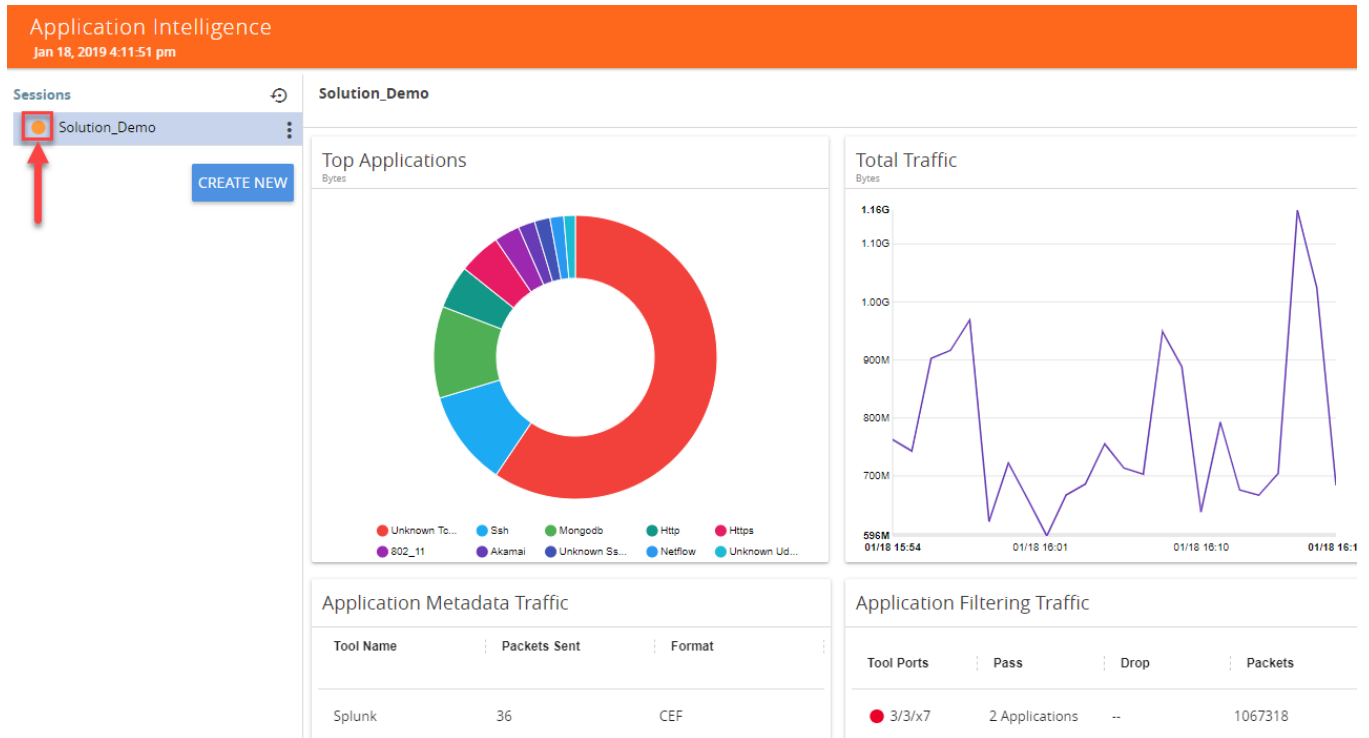 Application Intelligence
Jan 18, 2019 4:11:51 pm
Sessions
Solution_Demo
CREATE NEW
Solution_Demo
Top Applications
Bytes
Unknown Tc... Ssh Mongodb Http Https
802_11 Akamai Unknown Ss... Netflow Unknown Ud...
Total Traffic
Bytes
1.16G
1.10G
1.00G
900M
800M
700M
596M
01/18 15:54 01/18 16:01 01/18 16:10 01/18 16:1
Application Metadata Traffic
Tool Name Packets Sent Format
Splunk 36 CEF
Application Filtering Traffic
Tool Ports Pass Drop Packets
3/3/x7 2 Applications -- 1067318